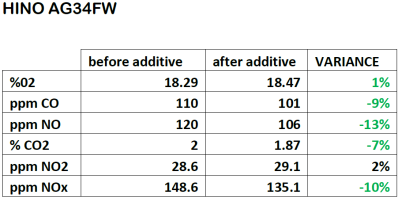 HINO AG34FW
before additive after additive VARIANCE
%02 18.29 18.47 1%
ppm CO 110 101 -9%
ppm NO 120 106 -13%
% CO2 2 1.87 -7%
ppm NO2 28.6 29.1 2%
ppm NOx 148.6 135.1 -10%